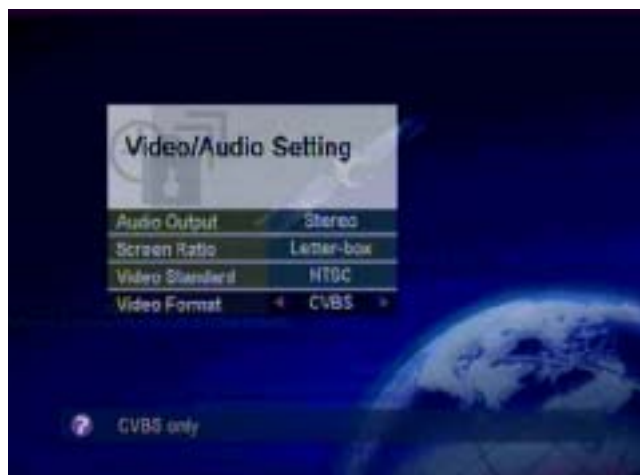 Video/Audio Setting
Audio Output Stereo
Screen Ratio Letter-box
Video Standard NTSC
Video Format CVBS
CVBS only